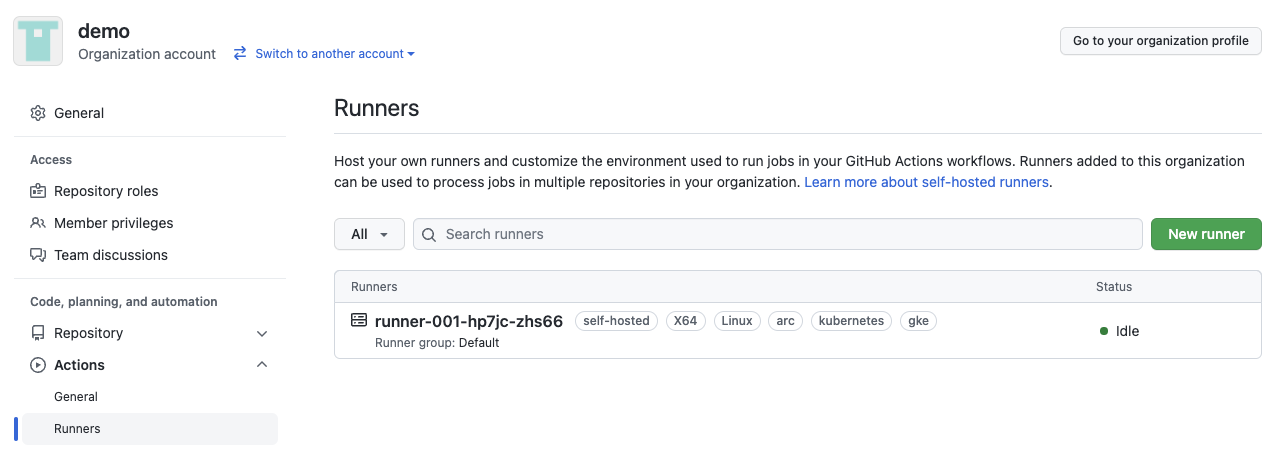 demo
Organization account
Switch to another account
Go to your organization profile
General
Access
Repository roles
Member privileges
Team discussions
Code, planning, and automation
Repository
Actions
General
Runners
Runners
Host your own runners and customize the environment used to run jobs in your GitHub Actions workflows. Runners added to this organization
can be used to process jobs in multiple repositories in your organization. Learn more about self-hosted runners.
All
Search runners
New runner
Runners Status
runner-001-hp7jc-zhs66 self-hosted X64 Linux arc kubernetes gke
Idle
Runner group: Default